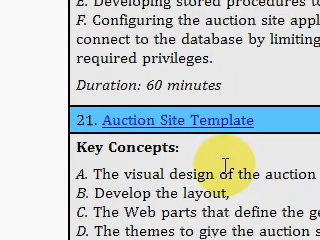 E. Developing stored procedures to
F. Configuring the auction site appl
connect to the database by limiting
required privileges.
Duration: 60 minutes
21. Auction Site Template
Key Concepts:
A. The visual design of the auction
B. Develop the layout,
C. The Web parts that define the ge
D. The themes to give the auction s